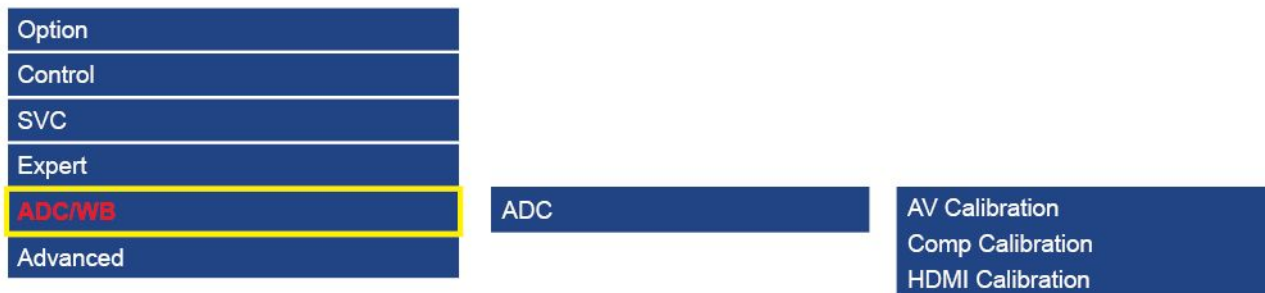 Option
Control
SVC
Expert
ADC/WB
Advanced
ADC
AV Calibration
Comp Calibration
HDMI Calibration